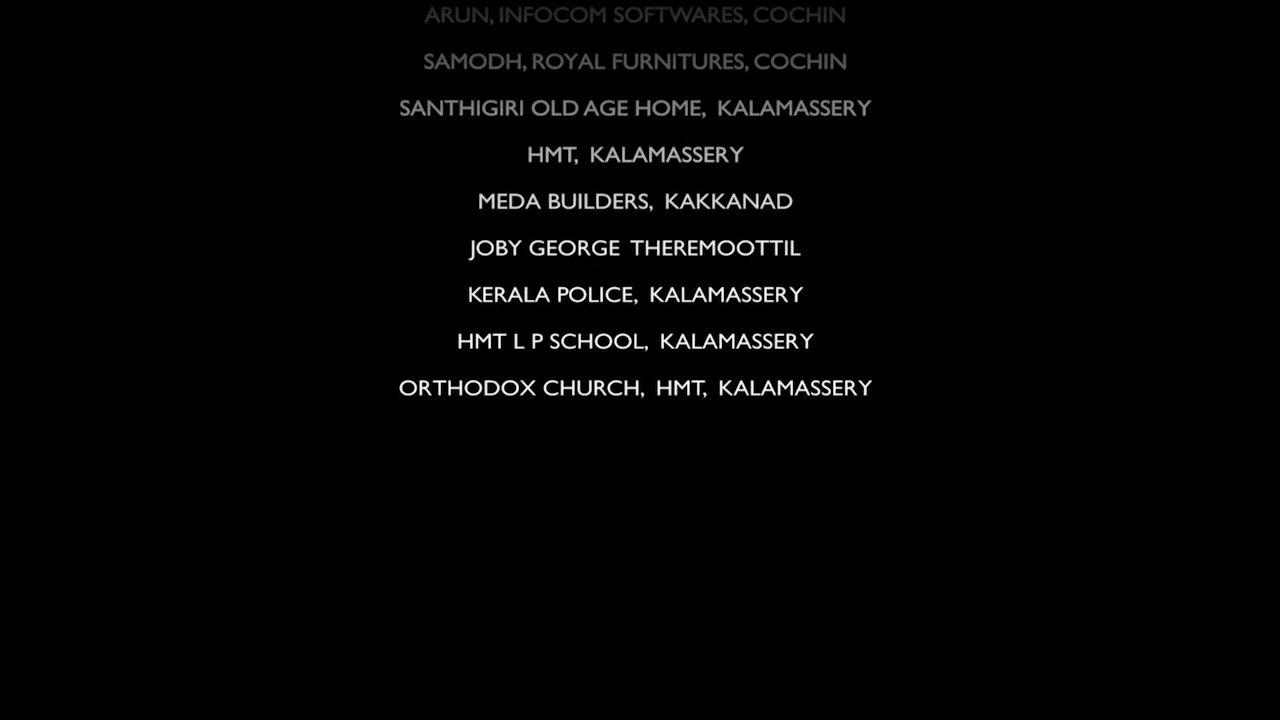 ARUN, INFOCOM SOFTWARES, COCHIN
SAMODH, ROYAL FURNITURES, COCHIN
SANTHIGIRI OLD AGE HOME, KALAMASSERY
HMT, KALAMASSERY
MEDA BUILDERS, KAKKANAD
JOBY GEORGE THEREMOOTTIL
KERALA POLICE, KALAMASSERY
HMT L P SCHOOL, KALAMASSERY
ORTHODOX CHURCH, HMT, KALAMASSERY